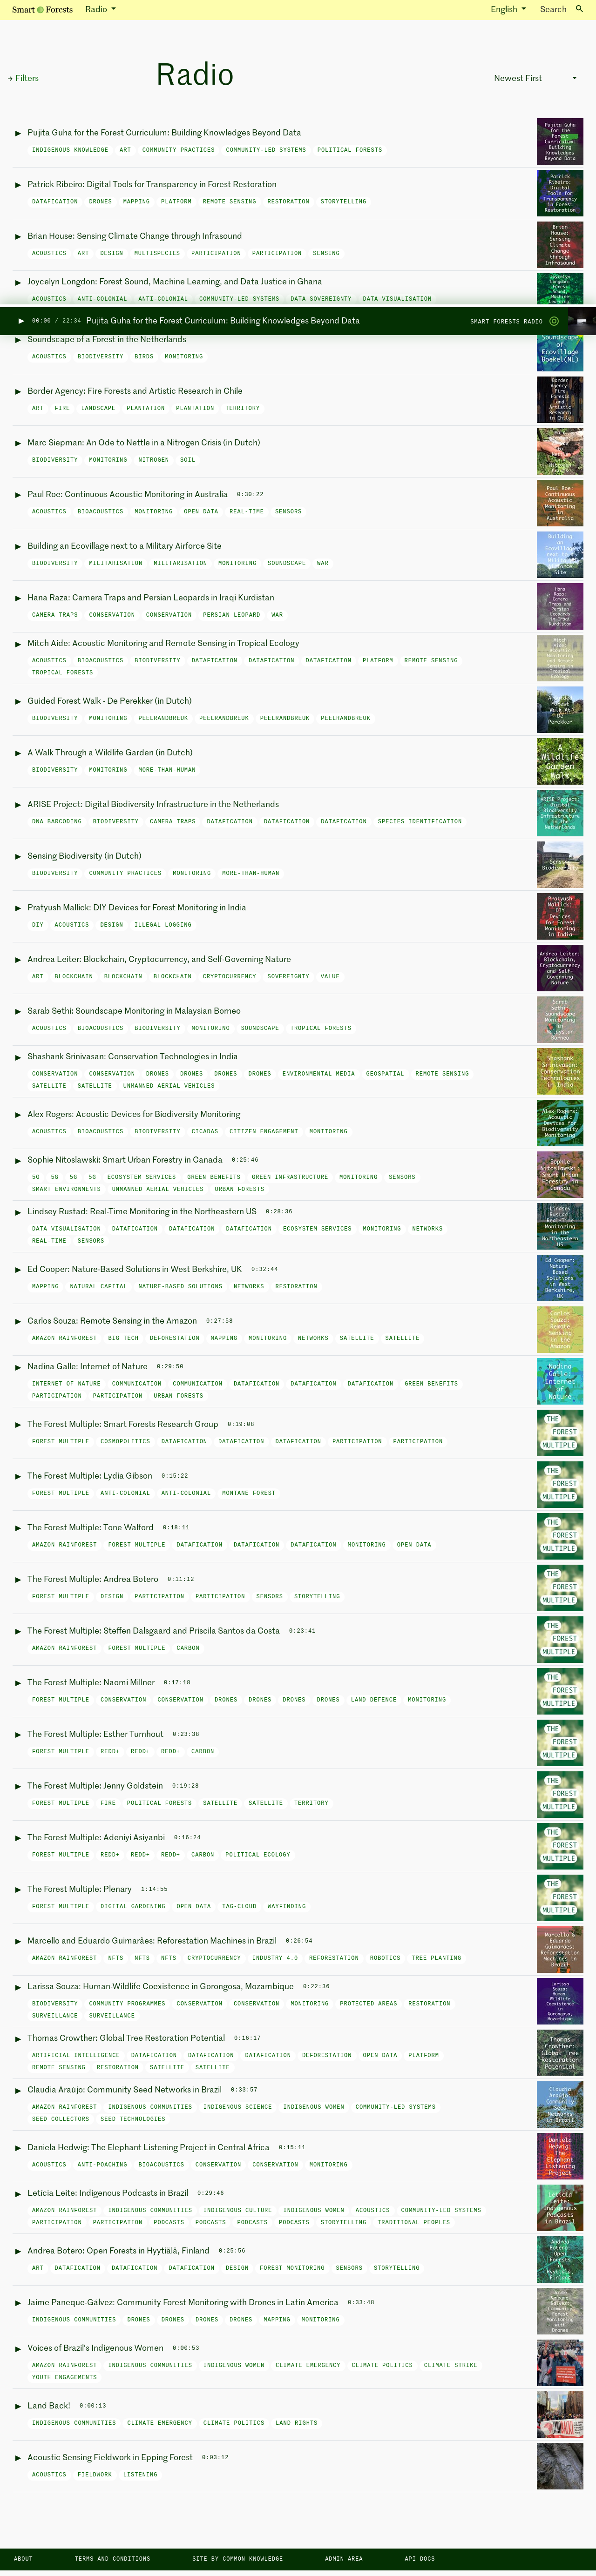 Smart Forests Radio English Search
Filters Radio Newest First
Pujita Guha for the Forest Curriculum: Building Knowledges Beyond Data
INDIGENOUS KNOWLEDGE ART COMMUNITY PRACTICES COMMUNITY-LED SYSTEMS POLITICAL FORESTS
Patrick Ribeiro: Digital Tools for Transparency in Forest Restoration
DATAFICATION DRONES MAPPING PLATFORM REMOTE SENSING RESTORATION STORYTELLING
Brian House: Sensing Climate Change through Infrasound
ACOUSTICS ART DESIGN MULTISPECIES PARTICIPATION PARTICIPATION SENSING
Joycelyn Longdon: Forest Sound, Machine Learning, and Data Justice in Ghana
ACOUSTICS ANTI-COLONIAL ANTI-COLONIAL COMMUNITY-LED SYSTEMS DATA SOVEREIGNTY DATA VISUALISATION
00:00 / 22:34 Pujita Guha for the Forest Curriculum: Building Knowledges Beyond Data SMART FORESTS RADIO
Soundscape of a Forest in the Netherlands
ACOUSTICS BIODIVERSITY BIRDS MONITORING
Border Agency: Fire Forests and Artistic Research in Chile
ART FIRE LANDSCAPE PLANTATION PLANTATION TERRITORY
Marc Siepman: An Ode to Nettle in a Nitrogen Crisis (in Dutch)
BIODIVERSITY MONITORING NITROGEN SOIL
Paul Roe: Continuous Acoustic Monitoring in Australia 0:30:22
ACOUSTICS BIOACOUSTICS MONITORING OPEN DATA REAL-TIME SENSORS
Building an Ecovillage next to a Military Airforce Site
BIODIVERSITY MILITARISATION MILITARISATION MONITORING SOUNDSCAPE WAR
Hana Raza: Camera Traps and Persian Leopards in Iraqi Kurdistan
CAMERA TRAPS CONSERVATION CONSERVATION PERSIAN LEOPARD WAR
Mitch Aide: Acoustic Monitoring and Remote Sensing in Tropical Ecology
ACOUSTICS BIOACOUSTICS BIODIVERSITY DATAFICATION DATAFICATION DATAFICATION PLATFORM REMOTE SENSING
TROPICAL FORESTS
Guided Forest Walk - De Perekker (in Dutch)
BIODIVERSITY MONITORING PEELRANDBREUK PEELRANDBREUK PEELRANDBREUK PEELRANDBREUK
A Walk Through a Wildlife Garden (in Dutch)
BIODIVERSITY MONITORING MORE-THAN-HUMAN
ARISE Project: Digital Biodiversity Infrastructure in the Netherlands
DNA BARCODING BIODIVERSITY CAMERA TRAPS DATAFICATION DATAFICATION DATAFICATION SPECIES IDENTIFICATION
Sensing Biodiversity (in Dutch)
BIODIVERSITY COMMUNITY PRACTICES MONITORING MORE-THAN-HUMAN
Pratyush Mallick: DIY Devices for Forest Monitoring in India
DIY ACOUSTICS DESIGN ILLEGAL LOGGING
Andrea Leiter: Blockchain, Cryptocurrency, and Self-Governing Nature
ART BLOCKCHAIN BLOCKCHAIN BLOCKCHAIN CRYPTOCURRENCY SOVEREIGNTY VALUE
Sarab Sethi: Soundscape Monitoring in Malaysian Borneo
ACOUSTICS BIOACOUSTICS BIODIVERSITY MONITORING SOUNDSCAPE TROPICAL FORESTS
Shashank Srinivasan: Conservation Technologies in India
CONSERVATION CONSERVATION DRONES DRONES DRONES DRONES ENVIRONMENTAL MEDIA GEOSPATIAL REMOTE SENSING
SATELLITE SATELLITE UNMANNED AERIAL VEHICLES
Alex Rogers: Acoustic Devices for Biodiversity Monitoring
ACOUSTICS BIOACOUSTICS BIODIVERSITY CICADAS CITIZEN ENGAGEMENT MONITORING
Sophie Nitoslawski: Smart Urban Forestry in Canada 0:25:46
5G 5G 5G 5G ECOSYSTEM SERVICES GREEN BENEFITS GREEN INFRASTRUCTURE MONITORING SENSORS
SMART ENVIRONMENTS UNMANNED AERIAL VEHICLES URBAN FORESTS
Lindsey Rustad: Real-Time Monitoring in the Northeastern US 0:28:36
DATA VISUALISATION DATAFICATION DATAFICATION DATAFICATION ECOSYSTEM SERVICES MONITORING NETWORKS
REAL-TIME SENSORS
Ed Cooper: Nature-Based Solutions in West Berkshire, UK 0:32:44
MAPPING NATURAL CAPITAL NATURE-BASED SOLUTIONS NETWORKS RESTORATION
Carlos Souza: Remote Sensing in the Amazon 0:27:58
AMAZON RAINFOREST BIG TECH DEFORESTATION MAPPING MONITORING NETWORKS SATELLITE SATELLITE
Nadina Galle: Internet of Nature 0:29:50
INTERNET OF NATURE COMMUNICATION COMMUNICATION DATAFICATION DATAFICATION DATAFICATION GREEN BENEFITS
PARTICIPATION PARTICIPATION URBAN FORESTS
The Forest Multiple: Smart Forests Research Group 0:19:08
FOREST MULTIPLE COSMOPOLITICS DATAFICATION DATAFICATION DATAFICATION PARTICIPATION PARTICIPATION
The Forest Multiple: Lydia Gibson 0:15:22
FOREST MULTIPLE ANTI-COLONIAL ANTI-COLONIAL MONTANE FOREST
The Forest Multiple: Tone Walford 0:18:11
AMAZON RAINFOREST FOREST MULTIPLE DATAFICATION DATAFICATION DATAFICATION MONITORING OPEN DATA
The Forest Multiple: Andrea Botero 0:11:12
FOREST MULTIPLE DESIGN PARTICIPATION PARTICIPATION SENSORS STORYTELLING
The Forest Multiple: Steffen Dalsgaard and Priscila Santos da Costa 0:23:41
AMAZON RAINFOREST FOREST MULTIPLE CARBON
The Forest Multiple: Naomi Millner 0:17:18
FOREST MULTIPLE CONSERVATION CONSERVATION DRONES DRONES DRONES DRONES LAND DEFENCE MONITORING
The Forest Multiple: Esther Turnhout 0:23:38
FOREST MULTIPLE REDD+ REDD+ REDD+ CARBON
The Forest Multiple: Jenny Goldstein 0:19:28
FOREST MULTIPLE FIRE POLITICAL FORESTS SATELLITE SATELLITE TERRITORY
The Forest Multiple: Adeniyi Asiyanbi 0:16:24
FOREST MULTIPLE REDD+ REDD+ REDD+ CARBON POLITICAL ECOLOGY
The Forest Multiple: Plenary 1:14:55
FOREST MULTIPLE DIGITAL GARDENING OPEN DATA TAG-CLOUD WAYFINDING
Marcello and Eduardo Guimarães: Reforestation Machines in Brazil 0:26:54
AMAZON RAINFOREST NFTS NFTS NFTS CRYPTOCURRENCY INDUSTRY 4.0 REFORESTATION ROBOTICS TREE PLANTING
Larissa Souza: Human-Wildlife Coexistence in Gorongosa, Mozambique 0:22:36
BIODIVERSITY COMMUNITY PROGRAMMES CONSERVATION CONSERVATION MONITORING PROTECTED AREAS RESTORATION
SURVEILLANCE SURVEILLANCE
Thomas Crowther: Global Tree Restoration Potential 0:16:17
ARTIFICIAL INTELLIGENCE DATAFICATION DATAFICATION DATAFICATION DEFORESTATION OPEN DATA PLATFORM
REMOTE SENSING RESTORATION SATELLITE SATELLITE
Claudia Araújo: Community Seed Networks in Brazil 0:33:57
AMAZON RAINFOREST INDIGENOUS COMMUNITIES INDIGENOUS SCIENCE INDIGENOUS WOMEN COMMUNITY-LED SYSTEMS
SEED COLLECTORS SEED TECHNOLOGIES
Daniela Hedwig: The Elephant Listening Project in Central Africa 0:15:11
ACOUSTICS ANTI-POACHING BIOACOUSTICS CONSERVATION CONSERVATION MONITORING
Letícia Leite: Indigenous Podcasts in Brazil 0:29:46
AMAZON RAINFOREST INDIGENOUS COMMUNITIES INDIGENOUS CULTURE INDIGENOUS WOMEN ACOUSTICS COMMUNITY-LED SYSTEMS
PARTICIPATION PARTICIPATION PODCASTS PODCASTS PODCASTS PODCASTS STORYTELLING TRADITIONAL PEOPLES
Andrea Botero: Open Forests in Hyytiälä, Finland 0:25:56
ART DATAFICATION DATAFICATION DATAFICATION DESIGN FOREST MONITORING SENSORS STORYTELLING
Jaime Paneque-Gálvez: Community Forest Monitoring with Drones in Latin America 0:33:48
INDIGENOUS COMMUNITIES DRONES DRONES DRONES DRONES MAPPING MONITORING
Voices of Brazil's Indigenous Women 0:06:53
AMAZON RAINFOREST INDIGENOUS COMMUNITIES INDIGENOUS WOMEN CLIMATE EMERGENCY CLIMATE POLITICS CLIMATE STRIKE
YOUTH ENGAGEMENTS
Land Back! 0:00:13
INDIGENOUS COMMUNITIES CLIMATE EMERGENCY CLIMATE POLITICS LAND RIGHTS
Acoustic Sensing Fieldwork in Epping Forest 0:03:12
ACOUSTICS FIELDWORK LISTENING
ABOUT TERMS AND CONDITIONS SITE BY COMMON KNOWLEDGE ADMIN AREA API DOCS